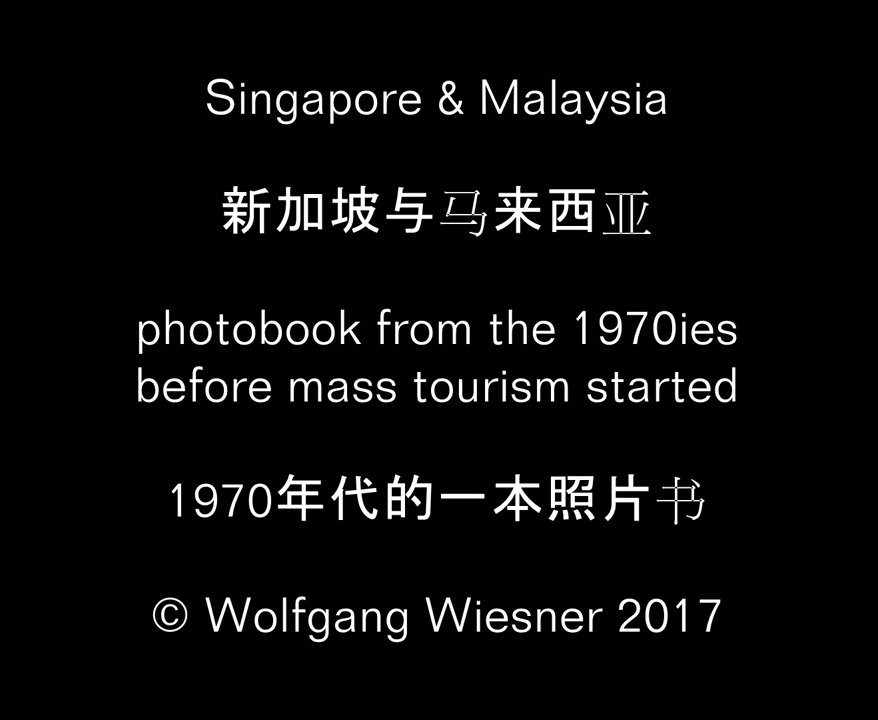 Singapore & Malaysia
新加坡与马来西亚
photobook from the 1970ies
before mass tourism started
1970年代的一本照片书
© Wolfgang Wiesner 2017